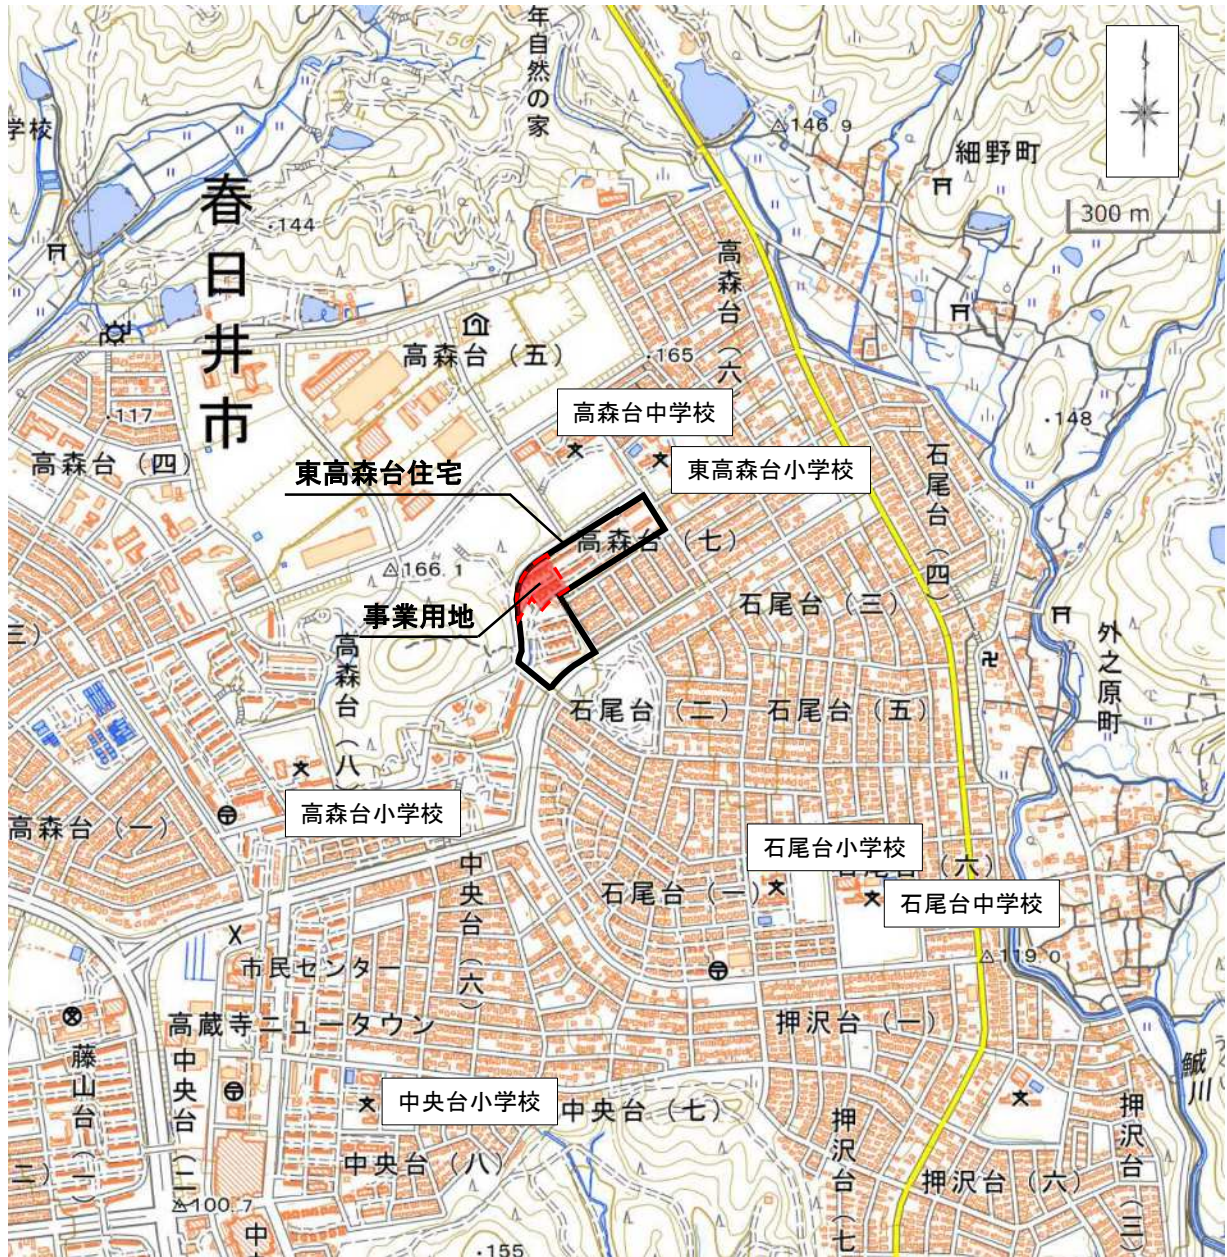 年自然の家
学校
春日井市
・144
146.9
細野町
300 m
高森台(六)
高森台(五)
・165
・117
高森台(四)
高森台中学校
東高森台小学校
東高森台住宅
高森台(七)
石尾台(四)
・148
166.1
事業用地
石尾台(三)
外之原町
三)
高森台(八)
石尾台(二)
石尾台(五)
高森台(一)
高森台小学校
石尾台小学校
石尾台(六)
石尾台(一)
石尾台中学校
中央台(六)
市民センター
119.0
高蔵寺ニュータウン
押沢台(一)
藤山台(一)
中央台(二)
中央台小学校
中央台(七)
中央台(八)
押沢台(七
押沢台(六)
押沢台(三)
二)
100.7
中央
・155